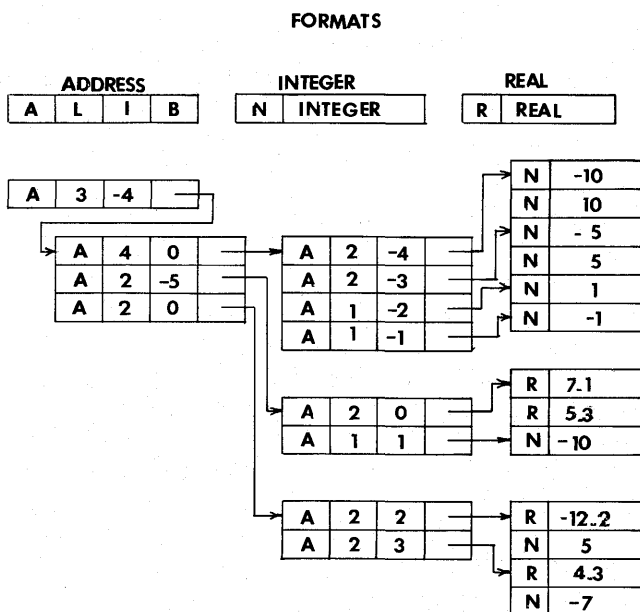 FORMATS
ADDRESS INTEGER REAL
A L I B N INTEGER R REAL
A 3 -4
N -10
N 10
A 4 0 A 2 -4 N - 5
A 2 -5 A 2 -3 N 5
A 2 0 A 1 -2 N 1
A 1 -1 N -1
R 7.1
A 2 0 R 5.3
A 1 1 N -10
A 2 2 R -12.2
A 2 3 N 5
R 4.3
N -7